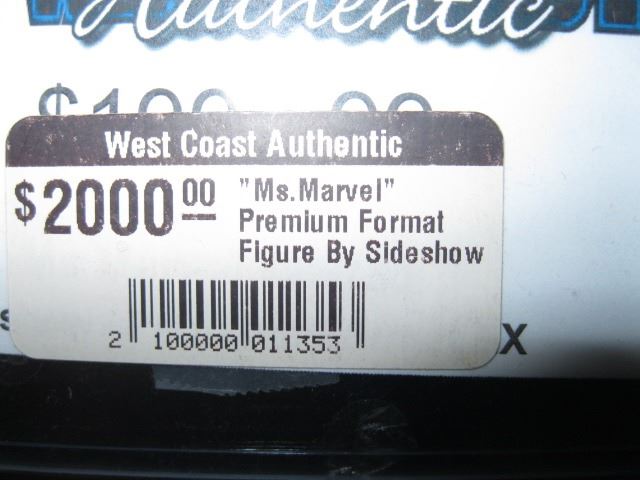 Authentic
West Coast Authentic
$2000 00
"Ms.Marvel"
Premium Format
Figure By Sideshow
2 100000 011353
X